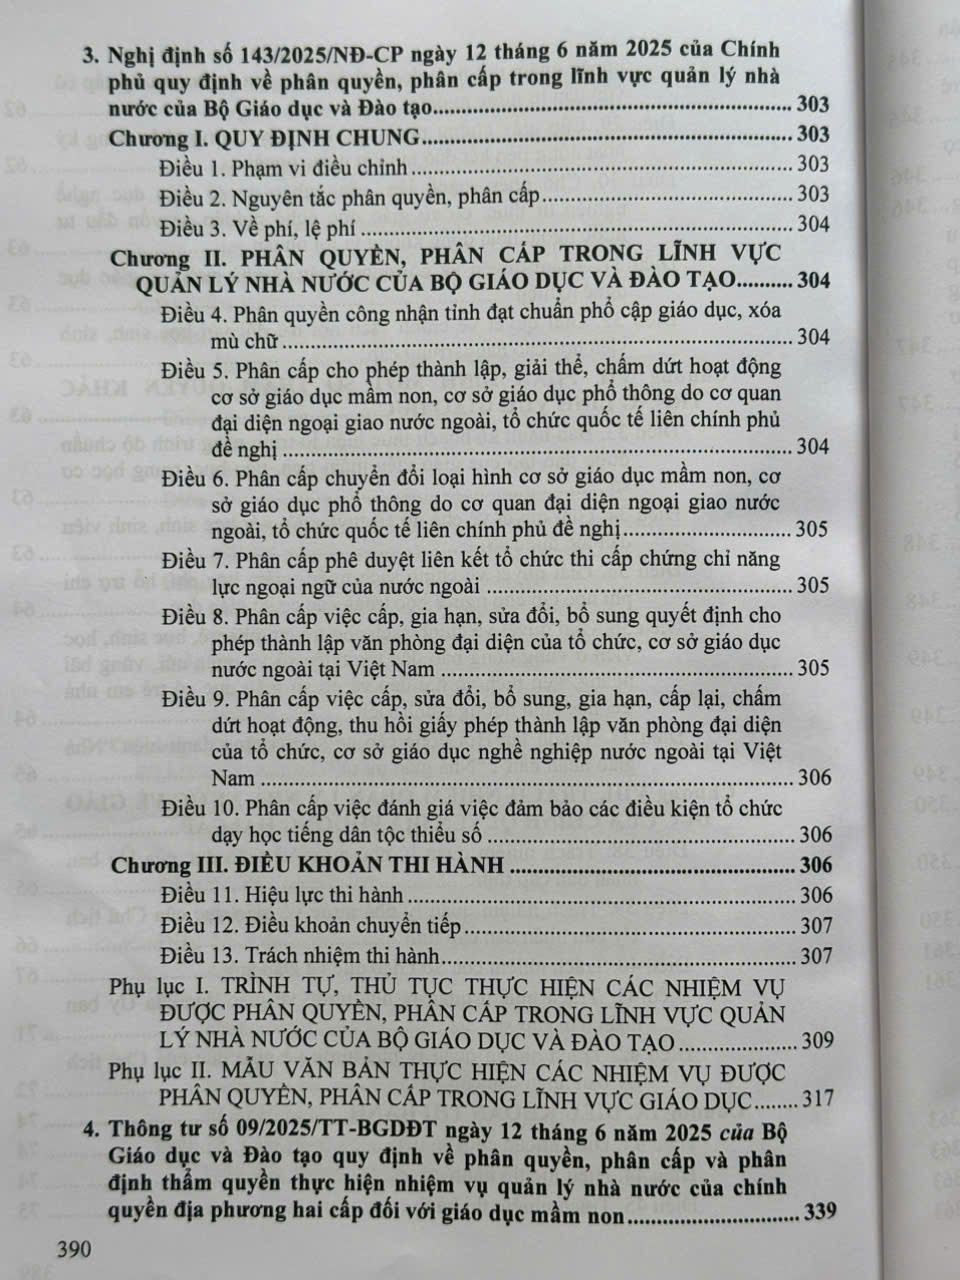 3. Nghị định số 143/2025/NĐ-CP ngày 12 tháng 6 năm 2025 của Chính
phủ quy định về phân quyền, phân cấp trong lĩnh vực quản lý nhà
nước của Bộ Giáo dục và Đào tạo.......................................................... 303
Chương I. QUY ĐỊNH CHUNG............................................................ 303
Điều 1. Phạm vi điều chỉnh............................................................ 303
Điều 2. Nguyên tắc phân quyền, phân cấp........................................ 303
Điều 3. Về phí, lệ phí.................................................................... 304
Chương II. PHÂN QUYỀN, PHÂN CẤP TRONG LĨNH VỰC
QUẢN LÝ NHÀ NƯỚC CỦA BỘ GIÁO DỤC VÀ ĐÀO TẠO.......... 304
Điều 4. Phân quyền công nhận tỉnh đạt chuẩn phổ cập giáo dục, xóa
mù chữ........................................................................................ 304
Điều 5. Phân cấp cho phép thành lập, giải thể, chấm dứt hoạt động
cơ sở giáo dục mầm non, cơ sở giáo dục phổ thông do cơ quan
đại diện ngoại giao nước ngoài, tổ chức quốc tế liên chính phủ
đề nghị........................................................................................ 304
Điều 6. Phân cấp chuyển đổi loại hình cơ sở giáo dục mầm non, cơ
sở giáo dục phổ thông do cơ quan đại diện ngoại giao nước
ngoài, tổ chức quốc tế liên chính phủ đề nghị.............................. 305
Điều 7. Phân cấp phê duyệt liên kết tổ chức thi cấp chứng chỉ năng
lực ngoại ngữ của nước ngoài ..................................................... 305
Điều 8. Phân cấp việc cấp, gia hạn, sửa đổi, bổ sung quyết định cho
phép thành lập văn phòng đại diện của tổ chức, cơ sở giáo dục
nước ngoài tại Việt Nam ............................................................. 305
Điều 9. Phân cấp việc cấp, sửa đổi, bổ sung, gia hạn, cấp lại, chấm
dứt hoạt động, thu hồi giấy phép thành lập văn phòng đại diện
của tổ chức, cơ sở giáo dục nghề nghiệp nước ngoài tại Việt
Nam ............................................................................................ 306
Điều 10. Phân cấp việc đánh giá việc đảm bảo các điều kiện tổ chức
dạy học tiếng dân tộc thiểu số ..................................................... 306
Chương III. ĐIỀU KHOẢN THI HÀNH .............................................. 306
Điều 11. Hiệu lực thi hành............................................................. 306
Điều 12. Điều khoản chuyển tiếp.................................................... 307
Điều 13. Trách nhiệm thi hành....................................................... 307
Phụ lục I. TRÌNH TỰ, THỦ TỤC THỰC HIỆN CÁC NHIỆM VỤ
ĐƯỢC PHÂN QUYỀN, PHÂN CẤP TRONG LĨNH VỰC QUẢN
LÝ NHÀ NƯỚC CỦA BỘ GIÁO DỤC VÀ ĐÀO TẠO.................... 309
Phụ lục II. MẪU VĂN BẢN THỰC HIỆN CÁC NHIỆM VỤ ĐƯỢC
PHÂN QUYỀN, PHÂN CẤP TRONG LĨNH VỰC GIÁO DỤC....... 317
4. Thông tư số 09/2025/TT-BGDĐT ngày 12 tháng 6 năm 2025 của Bộ
Giáo dục và Đào tạo quy định về phân quyền, phân cấp và phân
định thẩm quyền thực hiện nhiệm vụ quản lý nhà nước của chính
quyền địa phương hai cấp đối với giáo dục mầm non............................ 339
390